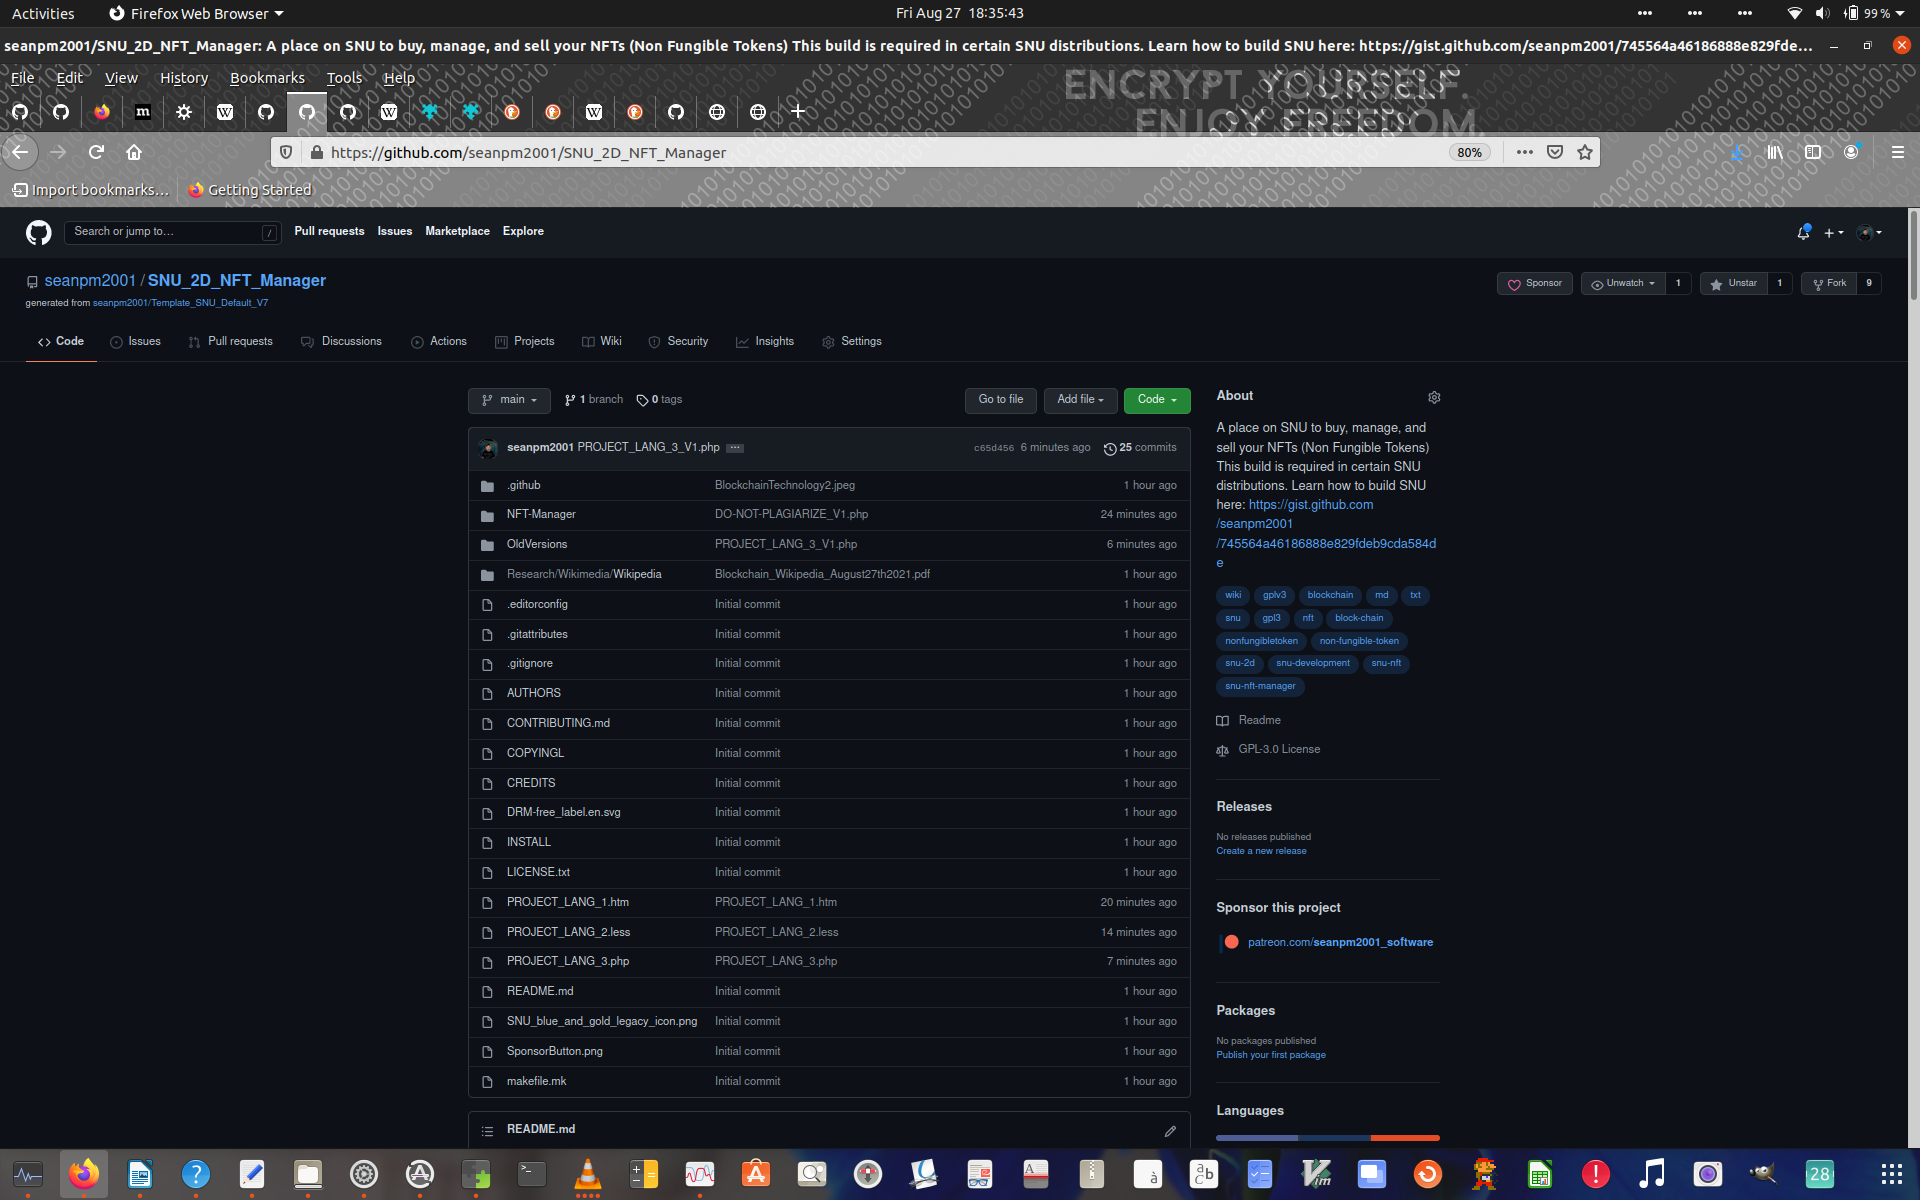 Activities Firefox Web Browser Fri Aug 27 18:35:43 99%
seanpm2001/SNU_2D_NFT_Manager: A place on SNU to buy, manage, and sell your NFTs (Non Fungible Tokens) This build is required in certain SNU distributions. Learn how to build SNU here: https://gist.github.com/seanpm2001/745564a46186888e829fde...
File Edit View History Bookmarks Tools Help
ENCRYPT YOURSELF.
ENJOY FREEDOM.
https://github.com/seanpm2001/SNU_2D_NFT_Manager 80%
Import bookmarks... Getting Started
Search or jump to... / Pull requests Issues Marketplace Explore
seanpm2001 / SNU_2D_NFT_Manager Sponsor Unwatch 1 Unstar 1 Fork 9
generated from seanpm2001/Template_SNU_Default_V7
Code Issues Pull requests Discussions Actions Projects Wiki Security Insights Settings
main 1 branch 0 tags Go to file Add file Code
seanpm2001 PROJECT_LANG_3_V1.php ... c65d456 6 minutes ago 25 commits
.github BlockchainTechnology2.jpeg 1 hour ago
NFT-Manager DO-NOT-PLAGIARIZE_V1.php 24 minutes ago
OldVersions PROJECT_LANG_3_V1.php 6 minutes ago
Research/Wikimedia/Wikipedia Blockchain_Wikipedia_August27th2021.pdf 1 hour ago
.editorconfig Initial commit 1 hour ago
.gitattributes Initial commit 1 hour ago
.gitignore Initial commit 1 hour ago
AUTHORS Initial commit 1 hour ago
CONTRIBUTING.md Initial commit 1 hour ago
COPYINGL Initial commit 1 hour ago
CREDITS Initial commit 1 hour ago
DRM-free_label.en.svg Initial commit 1 hour ago
INSTALL Initial commit 1 hour ago
LICENSE.txt Initial commit 1 hour ago
PROJECT_LANG_1.htm PROJECT_LANG_1.htm 20 minutes ago
PROJECT_LANG_2.less PROJECT_LANG_2.less 14 minutes ago
PROJECT_LANG_3.php PROJECT_LANG_3.php 7 minutes ago
README.md Initial commit 1 hour ago
SNU_blue_and_gold_legacy_icon.png Initial commit 1 hour ago
SponsorButton.png Initial commit 1 hour ago
makefile.mk Initial commit 1 hour ago
README.md
About
A place on SNU to buy, manage, and
sell your NFTs (Non Fungible Tokens)
This build is required in certain SNU
distributions. Learn how to build SNU
here: https://gist.github.com
/seanpm2001
/745564a46186888e829fdeb9cda584d
e
wiki gplv3 blockchain md txt
snu gpl3 nft block-chain
nonfungibletoken non-fungible-token
snu-2d snu-development snu-nft
snu-nft-manager
Readme
GPL-3.0 License
Releases
No releases published
Create a new release
Sponsor this project
patreon.com/seanpm2001_software
Packages
No packages published
Publish your first package
Languages
28